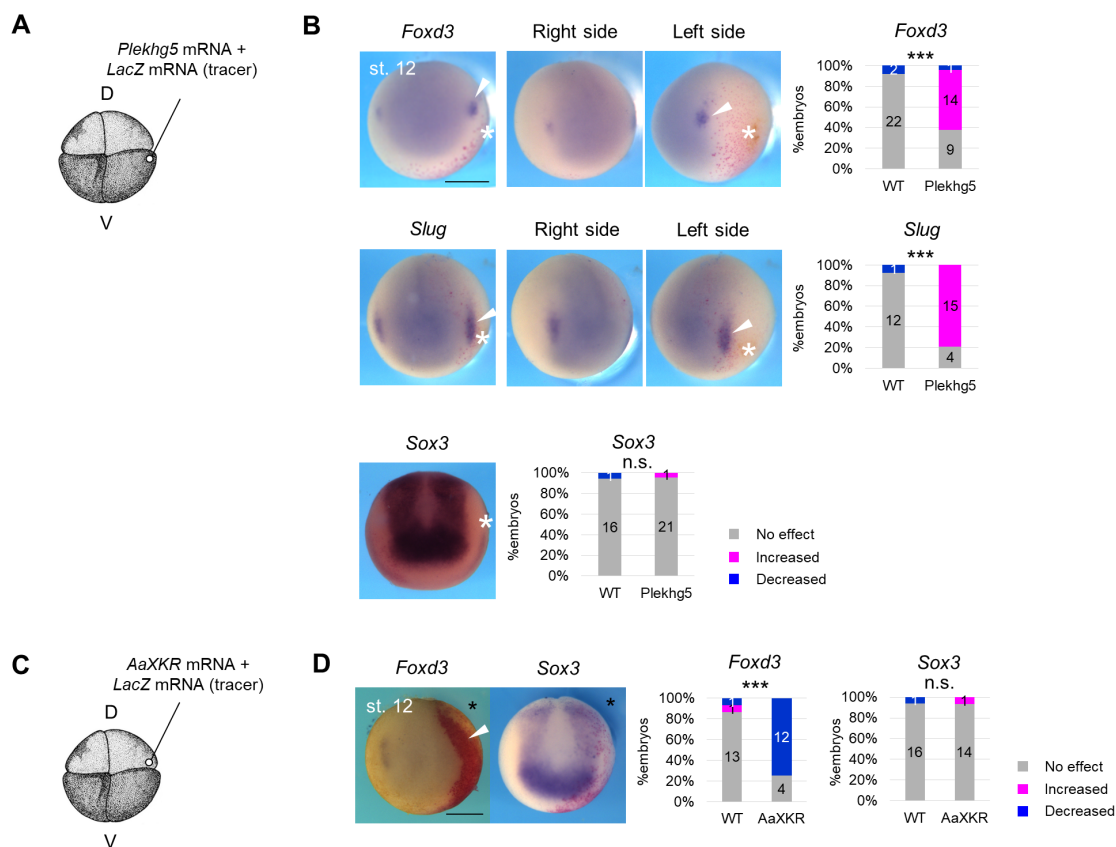 A
Plekhg5 mRNA +
LacZ mRNA (tracer)
D
V
B
Foxd3
Right side
Left side
st. 12
*
*
Foxd3
***
100%
80%
60%
40%
20%
0%
%embryos
2
22
1
14
9
WT
Plekhg5
Slug
Right side
Left side
*
*
Slug
***
100%
80%
60%
40%
20%
0%
%embryos
1
12
15
4
WT
Plekhg5
Sox3
*
Sox3
n.s.
100%
80%
60%
40%
20%
0%
%embryos
1
16
1
21
WT
Plekhg5
No effect
Increased
Decreased
C
AaXKR mRNA +
LacZ mRNA (tracer)
D
V
D
Foxd3
Sox3
st. 12
*
*
Foxd3
***
100%
80%
60%
40%
20%
0%
%embryos
1
1
13
12
4
WT
AaXKR
Sox3
n.s.
100%
80%
60%
40%
20%
0%
%embryos
1
16
1
14
WT
AaXKR
No effect
Increased
Decreased